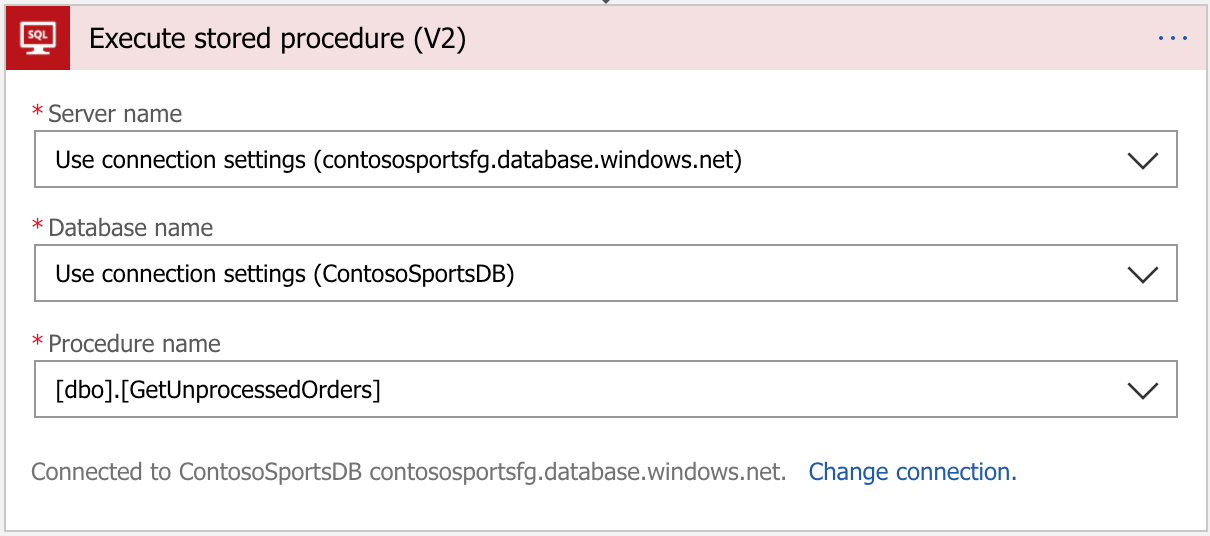 SQL
Execute stored procedure (V2)
...
* Server name
Use connection settings (contososportsfg.database.windows.net)
* Database name
Use connection settings (ContosoSportsDB)
* Procedure name
[dbo].[GetUnprocessedOrders]
Connected to ContosoSportsDB contososportsfg.database.windows.net. Change connection.